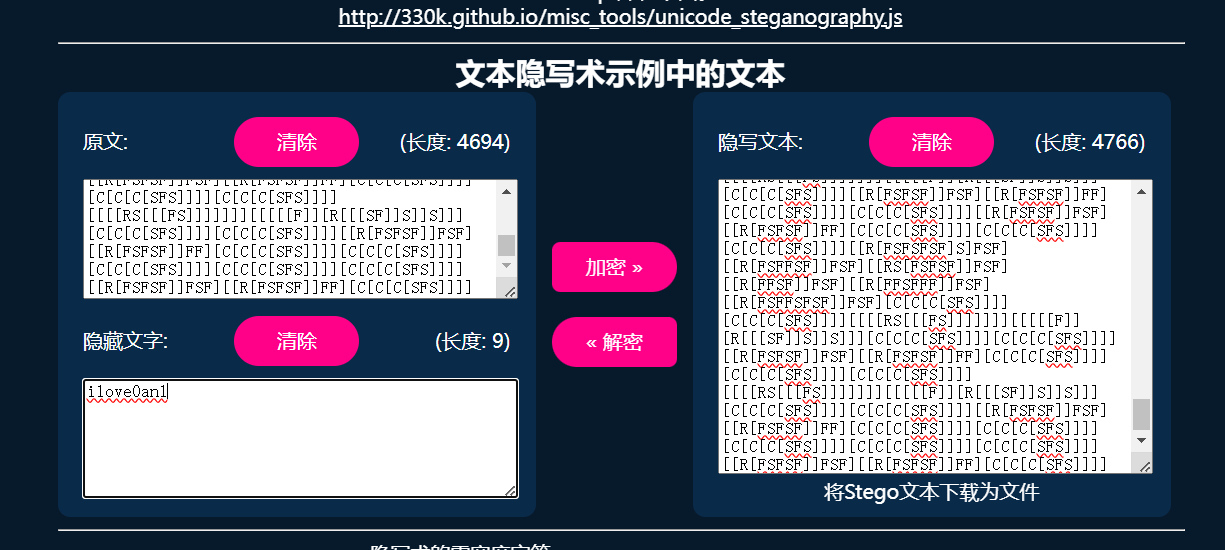 http://330k.github.io/misc_tools/unicode_steganography.js
文本隐写术示例中的文本
原文:
清除
(长度: 4694)
[[R[FSFSF]]FSF][[R[FSFSF]]FF][C[C[C[SFS]]]]
[C[C[C[SFS]]]][C[C[C[SFS]]]]
[[[[RS[[[FS]]]]]]][[[[[F]][R[[[SF]]S]]S]]]
[C[C[C[SFS]]]][C[C[C[SFS]]]][[R[FSFSF]]FSF]
[[R[FSFSF]]FF][C[C[C[SFS]]]][C[C[C[SFS]]]]
[C[C[C[SFS]]]][C[C[C[SFS]]]][C[C[C[SFS]]]]
[[R[FSFSF]]FSF][[R[FSFSF]]FF][C[C[C[SFS]]]]
隐藏文字:
清除
(长度: 9)
ilove0an1
加密 »
« 解密
隐写文本:
清除
(长度: 4766)
[C[C[C[SFS]]]][[R[FSFSF]]FSF][[R[FSFSF]]FF]
[C[C[C[SFS]]]][C[C[C[SFS]]]][[R[FSFSF]]FSF]
[[R[FSFSF]]FF][C[C[C[SFS]]]][C[C[C[SFS]]]]
[C[C[C[SFS]]]][[R[FSFSFSF]S]FSF]
[[R[FSFFSF]]FSF][[RS[FSFSF]]FSF]
[[R[FFSF]]FSF][[R[FFSFFF]]FSF]
[[R[FSFFSFSF]]FSF][C[C[C[SFS]]]]
[C[C[C[SFS]]]][[[[RS[[[FS]]]]]]][[[[[F]]
[R[[[SF]]S]]S]]][C[C[C[SFS]]]][C[C[C[SFS]]]]
[[R[FSFSF]]FSF][[R[FSFSF]]FF][C[C[C[SFS]]]]
[C[C[C[SFS]]]][C[C[C[SFS]]]]
[[[[RS[[[FS]]]]]]][[[[[F]][R[[[SF]]S]]S]]]
[C[C[C[SFS]]]][C[C[C[SFS]]]][[R[FSFSF]]FSF]
[[R[FSFSF]]FF][C[C[C[SFS]]]][C[C[C[SFS]]]]
[C[C[C[SFS]]]][C[C[C[SFS]]]][C[C[C[SFS]]]]
[[R[FSFSF]]FSF][[R[FSFSF]]FF][C[C[C[SFS]]]]
将Stego文本下载为文件